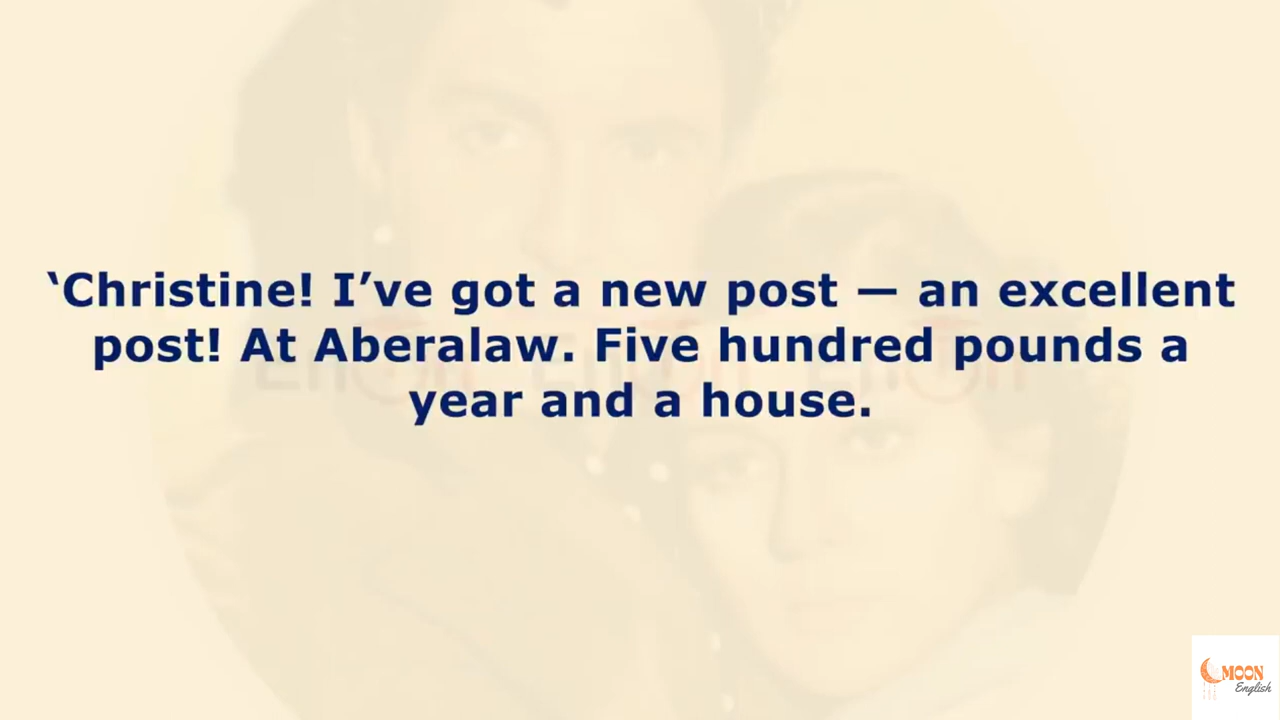 ‘Christine! I’ve got a new post — an excellent
post! At Aberalaw. Five hundred pounds a
year and a house.
MOON
English